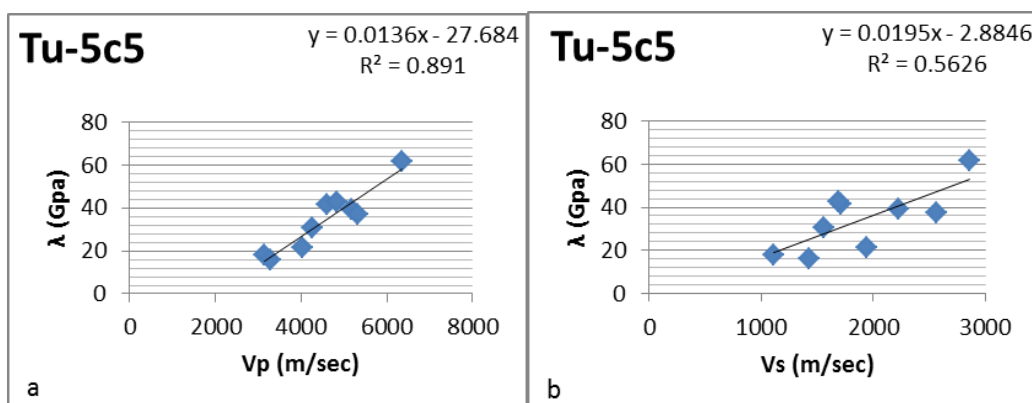 Tu-5c5
y = 0.0136x - 27.684
R² = 0.891
λ (Gpa)
80
60
40
20
0
0 2000 4000 6000 8000
Vp (m/sec)
a
Tu-5c5
y = 0.0195x - 2.8846
R² = 0.5626
λ (Gpa)
80
60
40
20
0
0 1000 2000 3000
Vs (m/sec)
b